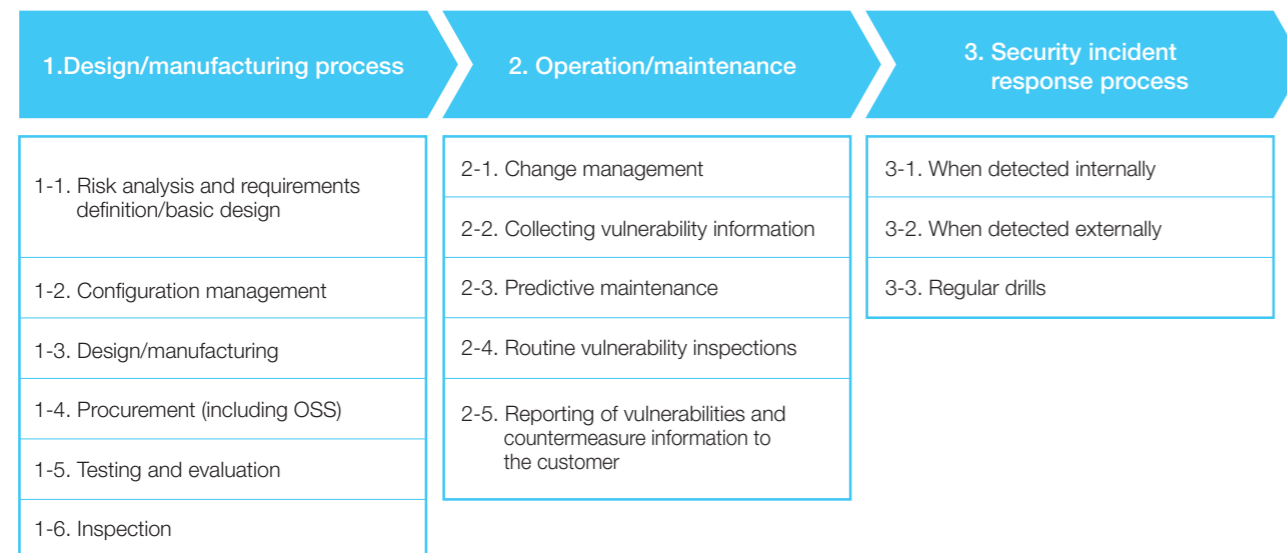 1.Design/manufacturing process
2. Operation/maintenance
3. Security incident
response process
1-1. Risk analysis and requirements
definition/basic design
1-2. Configuration management
1-3. Design/manufacturing
1-4. Procurement (including OSS)
1-5. Testing and evaluation
1-6. Inspection
2-1. Change management
2-2. Collecting vulnerability information
2-3. Predictive maintenance
2-4. Routine vulnerability inspections
2-5. Reporting of vulnerabilities and
countermeasure information to
the customer
3-1. When detected internally
3-2. When detected externally
3-3. Regular drills